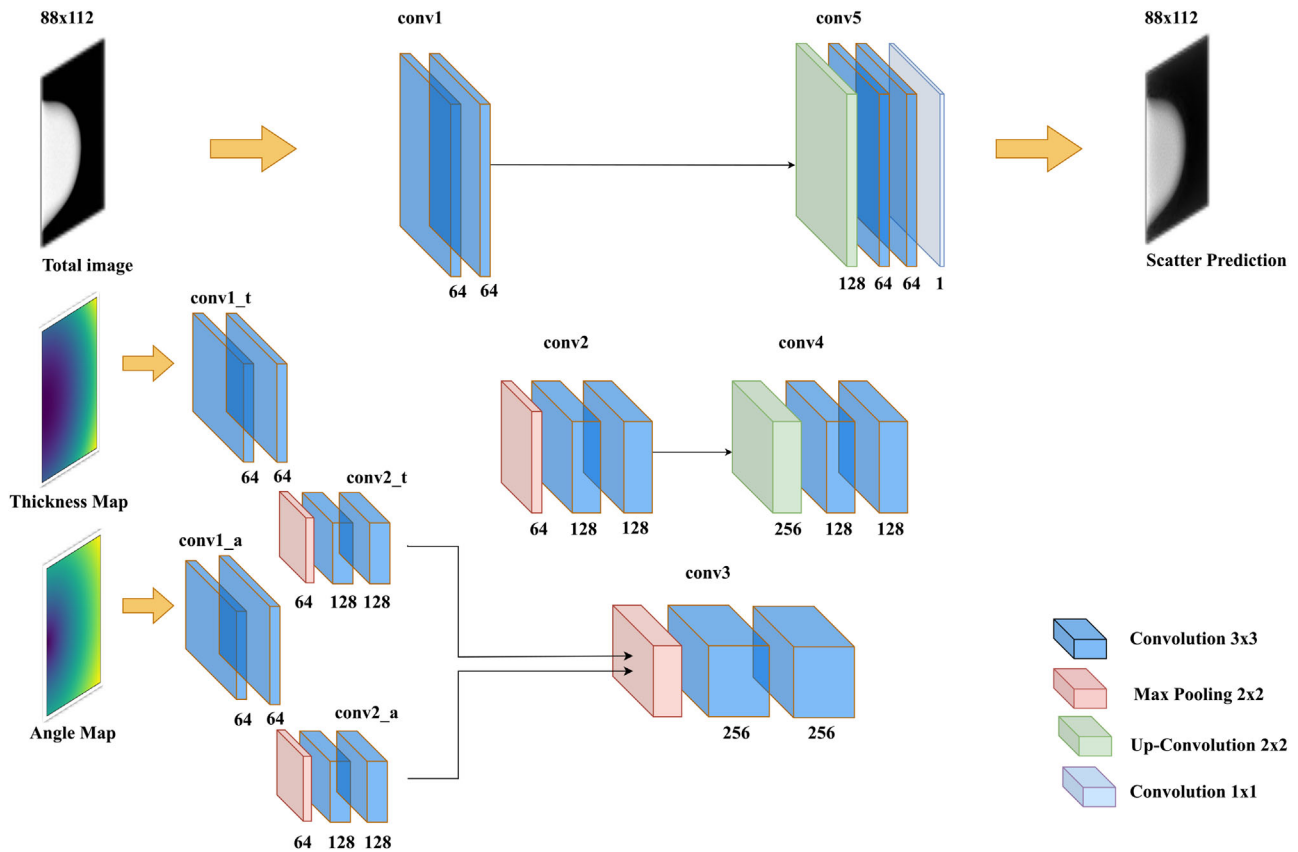 88x112
conv1
conv5
88x112
Total image
64 64
128 64 64 1
Scatter Prediction
conv1_t
64 64
Thickness Map
conv2
conv4
64 128 128
256 128 128
conv2_t
64 128 128
conv1_a
64 64
Angle Map
conv3
256 256
conv2_a
64 128 128
Convolution 3x3
Max Pooling 2x2
Up-Convolution 2x2
Convolution 1x1